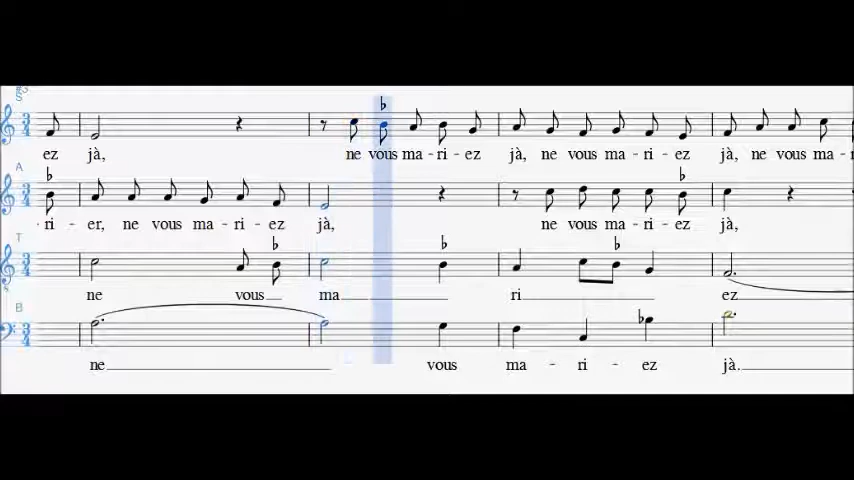 S
ez jà, ne vous ma - ri - ez jà, ne vous ma - ri - ez jà, ne vous ma -
A
- ri - er, ne vous ma - ri - ez jà, ne vous ma - ri - ez jà,
T
ne vous ma ri ez
B
ne vous ma - ri - ez jà.